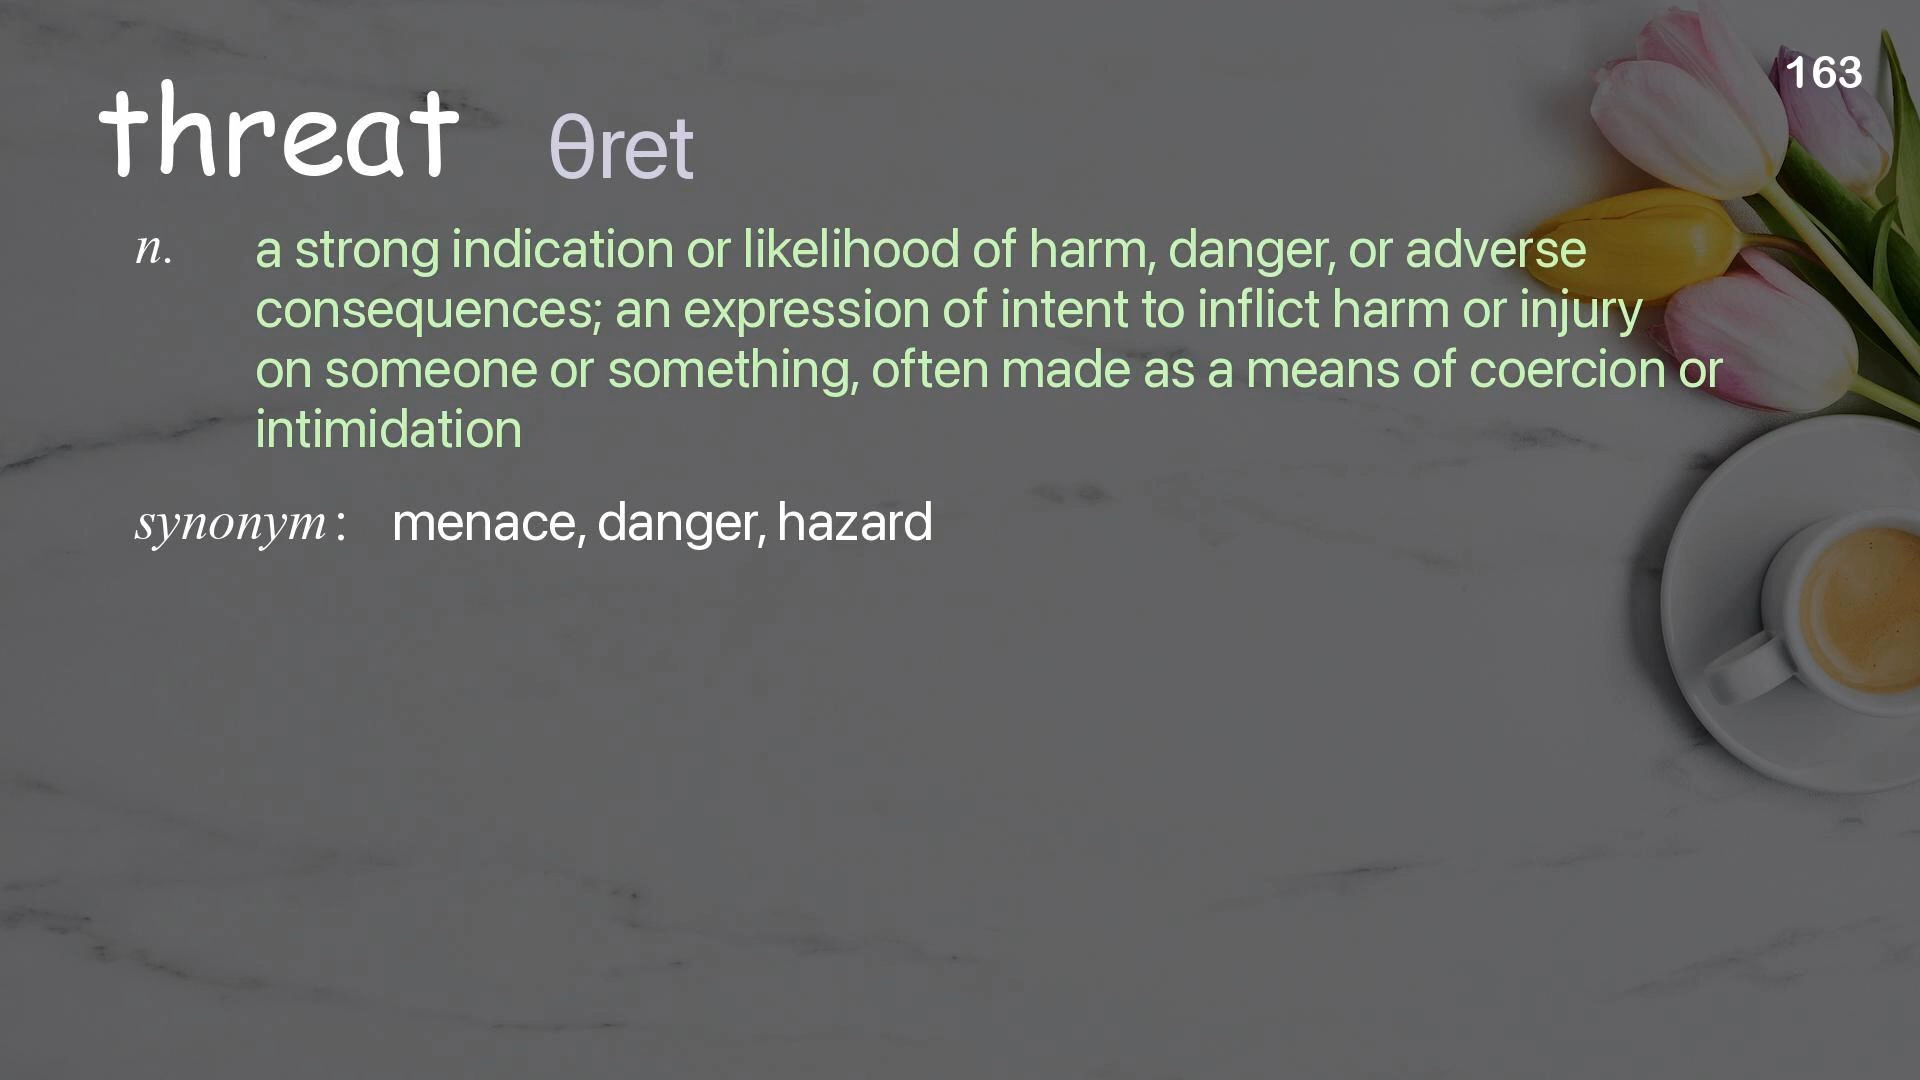 163
threat θret
n. a strong indication or likelihood of harm, danger, or adverse
consequences; an expression of intent to inflict harm or injury
on someone or something, often made as a means of coercion or
intimidation
synonym: menace, danger, hazard